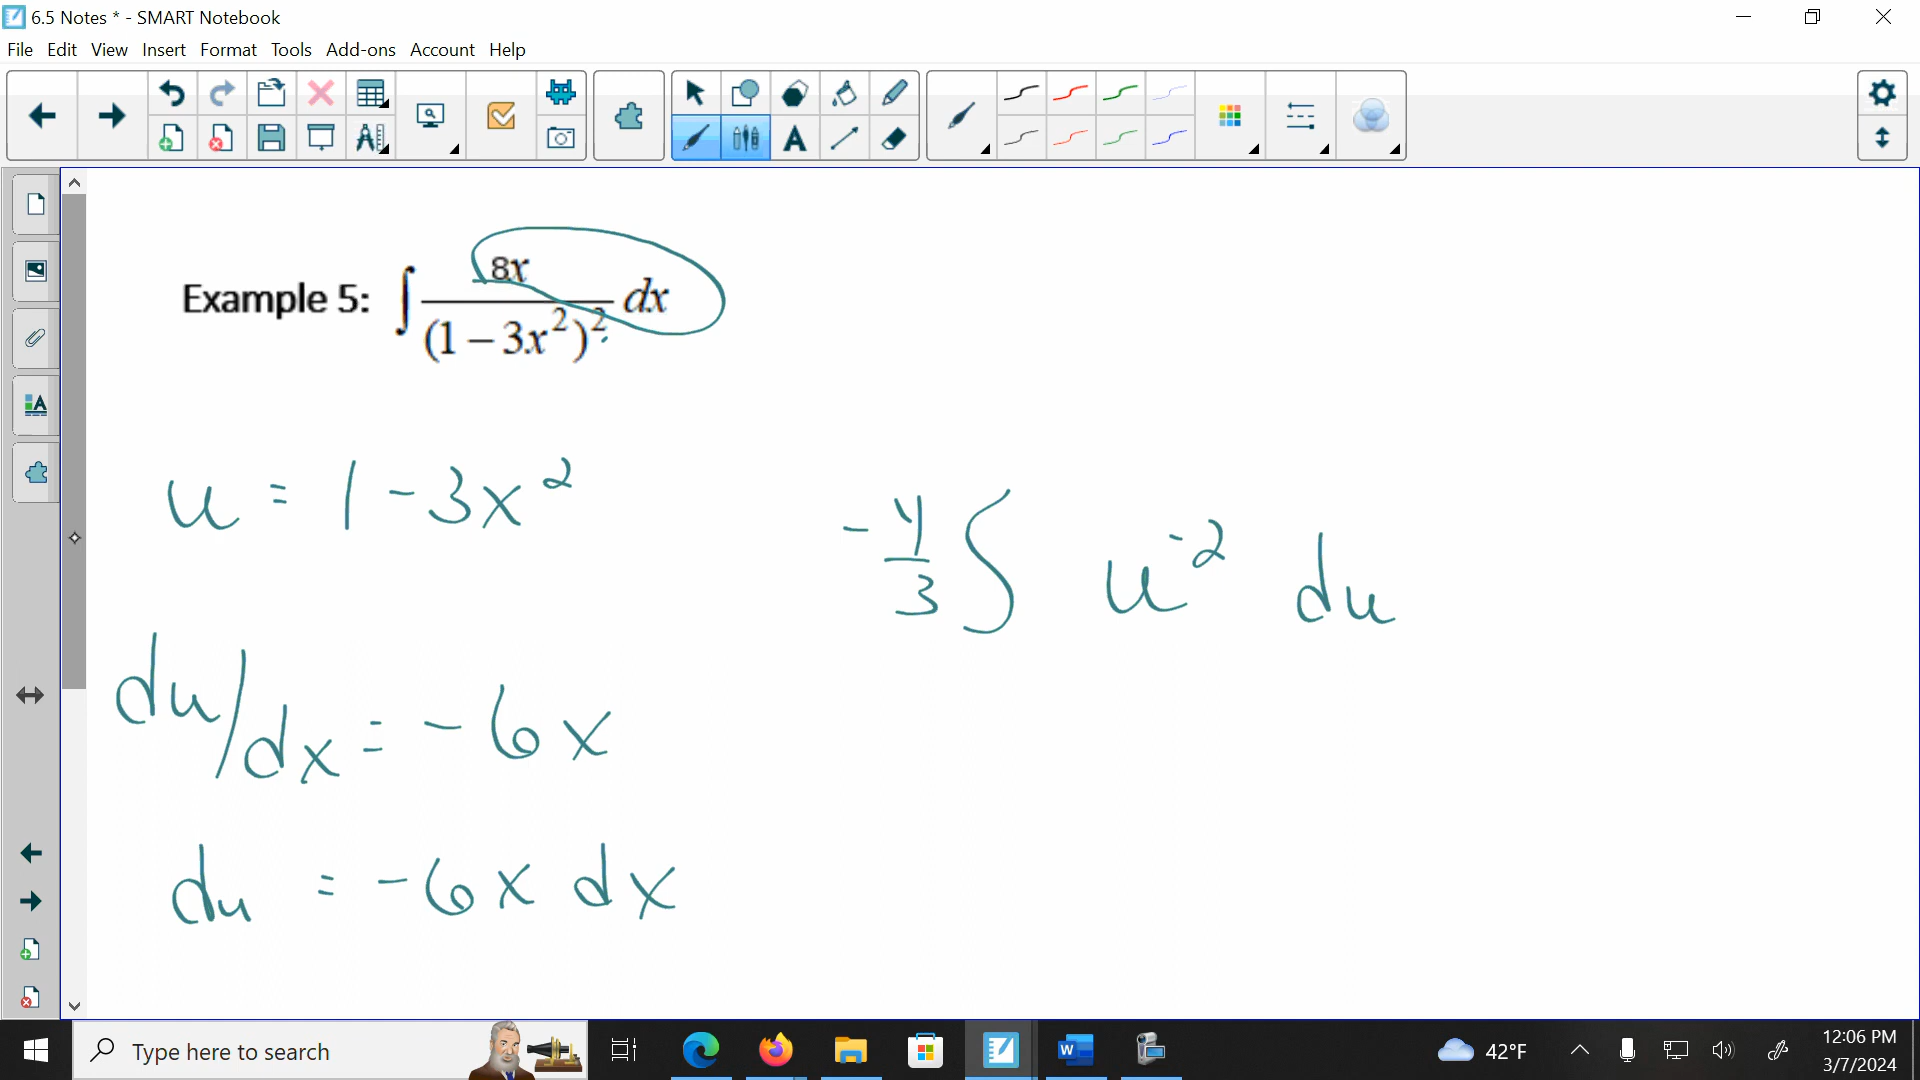 6.5 Notes * - SMART Notebook
File Edit View Insert Format Tools Add-ons Account Help
Example 5: ∫ 8x / (1 − 3x²)² dx
u = 1 - 3x²
-4/3 ∫ u⁻² du
du/dx = -6x
du = -6x dx
Type here to search
42°F
12:06 PM
3/7/2024